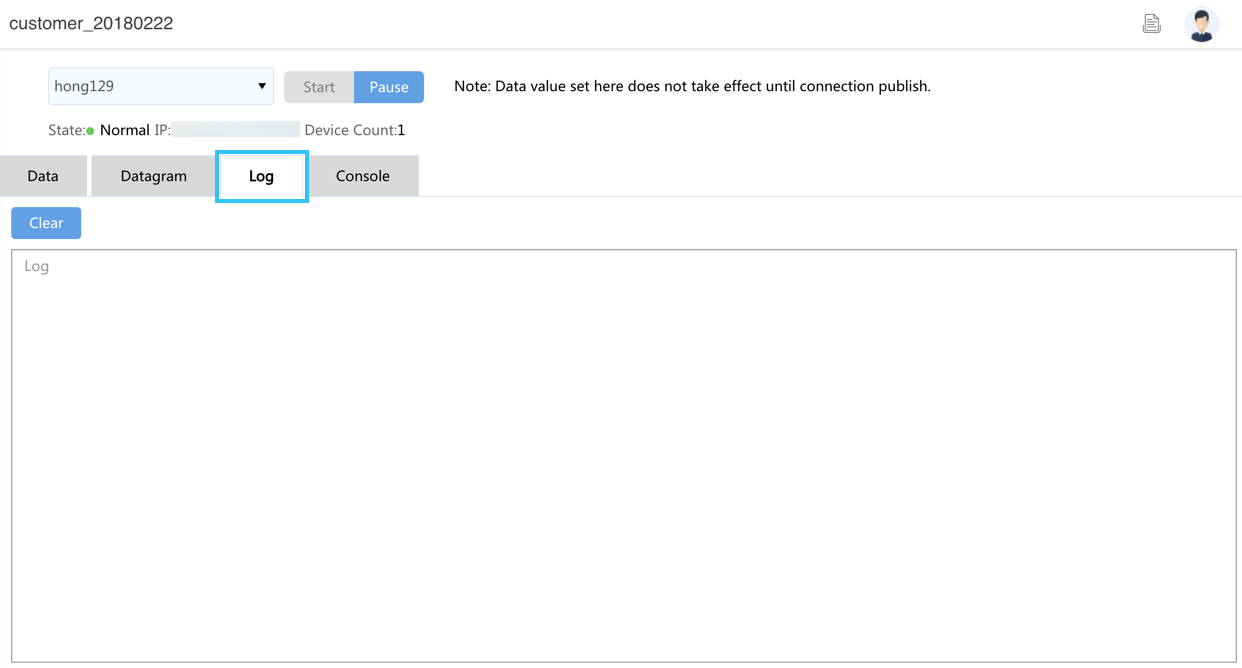 customer_20180222
hong129 Start Pause Note: Data value set here does not take effect until connection publish.
State: Normal IP: Device Count:1
Data Datagram Log Console
Clear
Log